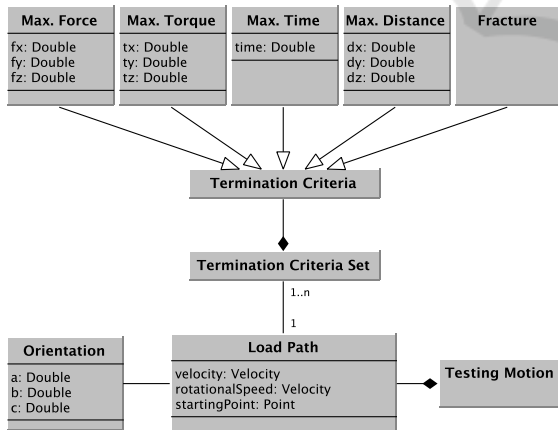 Max. Force
fx: Double
fy: Double
fz: Double
Max. Torque
tx: Double
ty: Double
tz: Double
Max. Time
time: Double
Max. Distance
dx: Double
dy: Double
dz: Double
Fracture
Termination Criteria
Termination Criteria Set
1..n
1
Orientation
a: Double
b: Double
c: Double
Load Path
velocity: Velocity
rotationalSpeed: Velocity
startingPoint: Point
Testing Motion